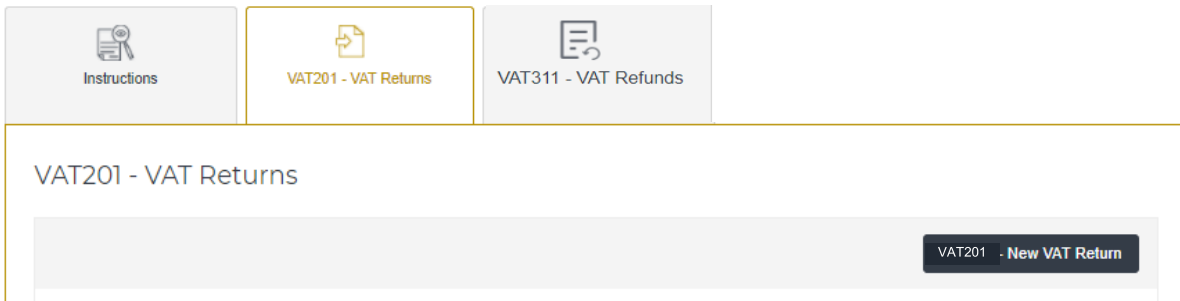 Instructions
VAT201 - VAT Returns
VAT311 - VAT Refunds
VAT201 - VAT Returns
VAT201 - New VAT Return